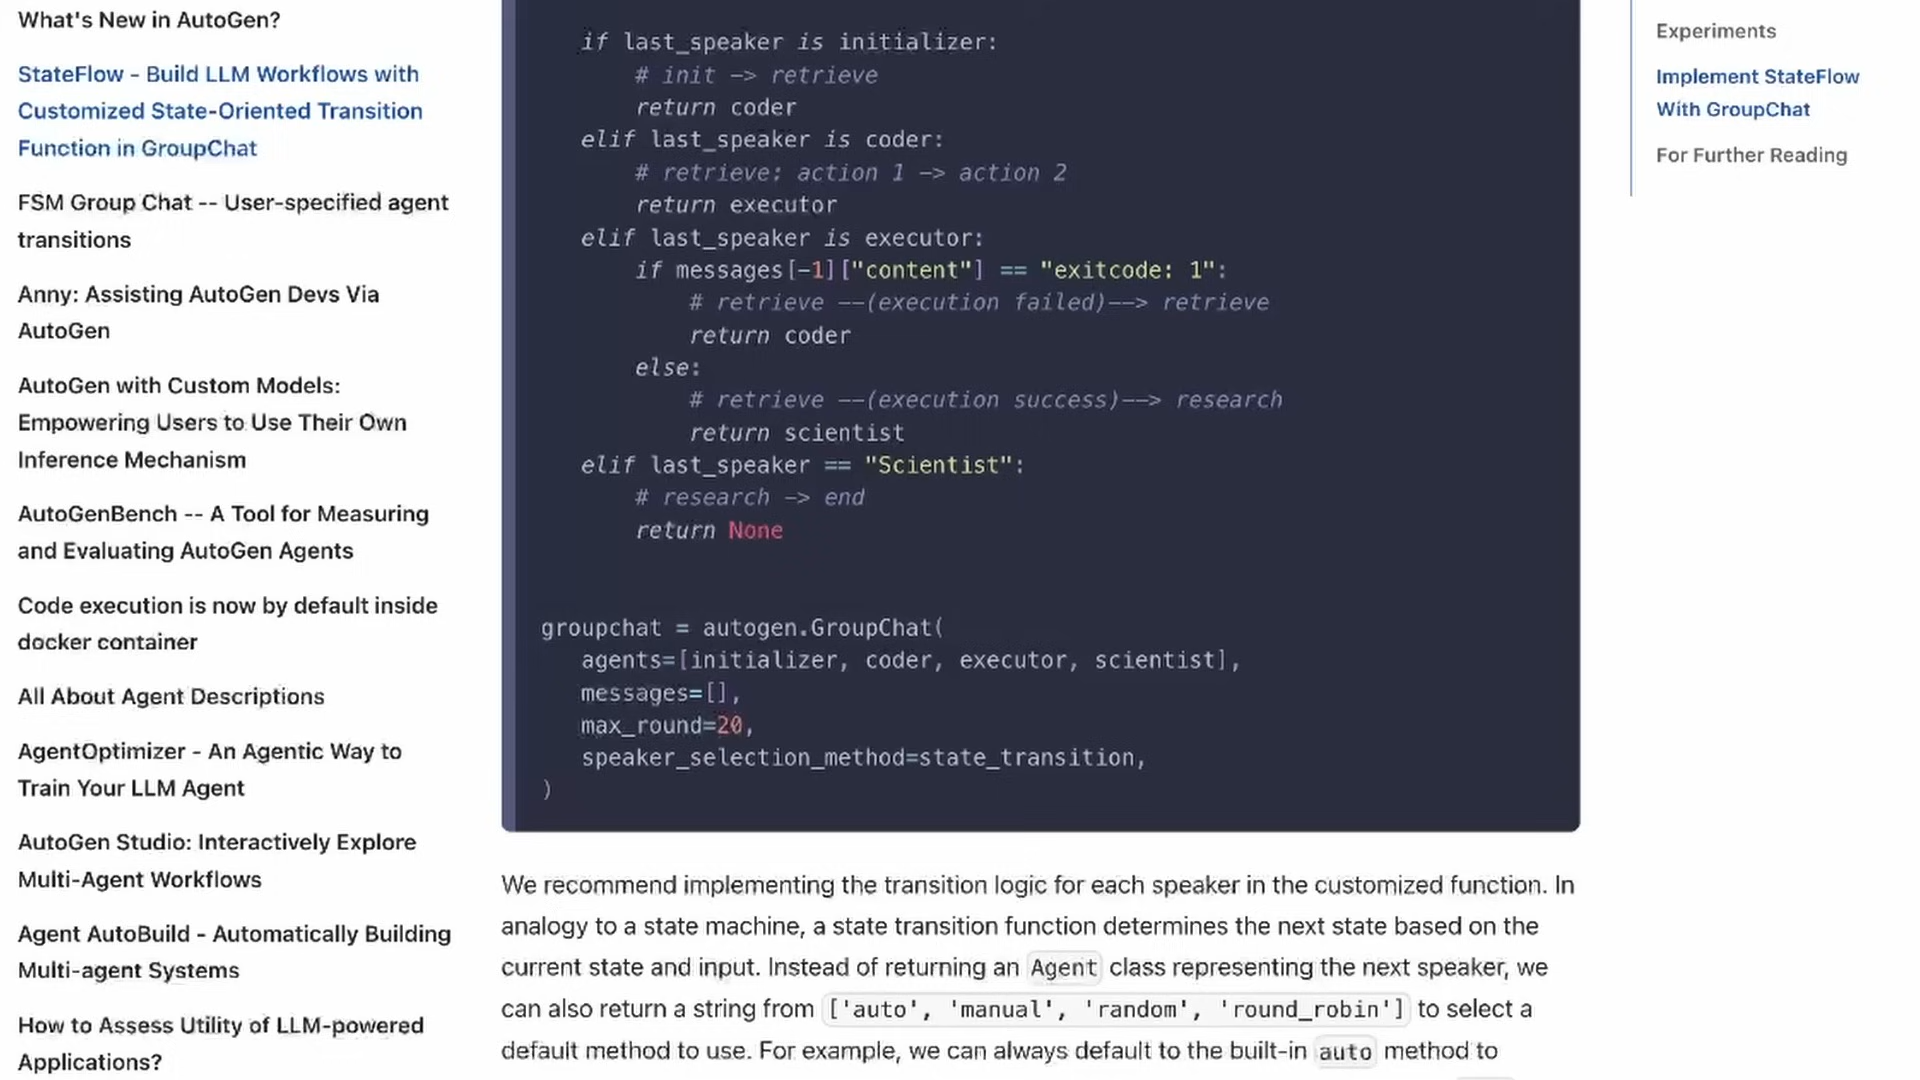 What's New in AutoGen?
StateFlow - Build LLM Workflows with
Customized State-Oriented Transition
Function in GroupChat
FSM Group Chat -- User-specified agent
transitions
Anny: Assisting AutoGen Devs Via
AutoGen
AutoGen with Custom Models:
Empowering Users to Use Their Own
Inference Mechanism
AutoGenBench -- A Tool for Measuring
and Evaluating AutoGen Agents
Code execution is now by default inside
docker container
All About Agent Descriptions
AgentOptimizer - An Agentic Way to
Train Your LLM Agent
AutoGen Studio: Interactively Explore
Multi-Agent Workflows
Agent AutoBuild - Automatically Building
Multi-agent Systems
How to Assess Utility of LLM-powered
Applications?
if last_speaker is initializer:
# init -> retrieve
return coder
elif last_speaker is coder:
# retrieve: action 1 -> action 2
return executor
elif last_speaker is executor:
if messages[-1]["content"] == "exitcode: 1":
# retrieve --(execution failed)--> retrieve
return coder
else:
# retrieve --(execution success)--> research
return scientist
elif last_speaker == "Scientist":
# research -> end
return None
groupchat = autogen.GroupChat(
agents=[initializer, coder, executor, scientist],
messages=[],
max_round=20,
speaker_selection_method=state_transition,
)
We recommend implementing the transition logic for each speaker in the customized function. In
analogy to a state machine, a state transition function determines the next state based on the
current state and input. Instead of returning an Agent class representing the next speaker, we
can also return a string from ['auto', 'manual', 'random', 'round_robin'] to select a
default method to use. For example, we can always default to the built-in auto method to
Experiments
Implement StateFlow
With GroupChat
For Further Reading